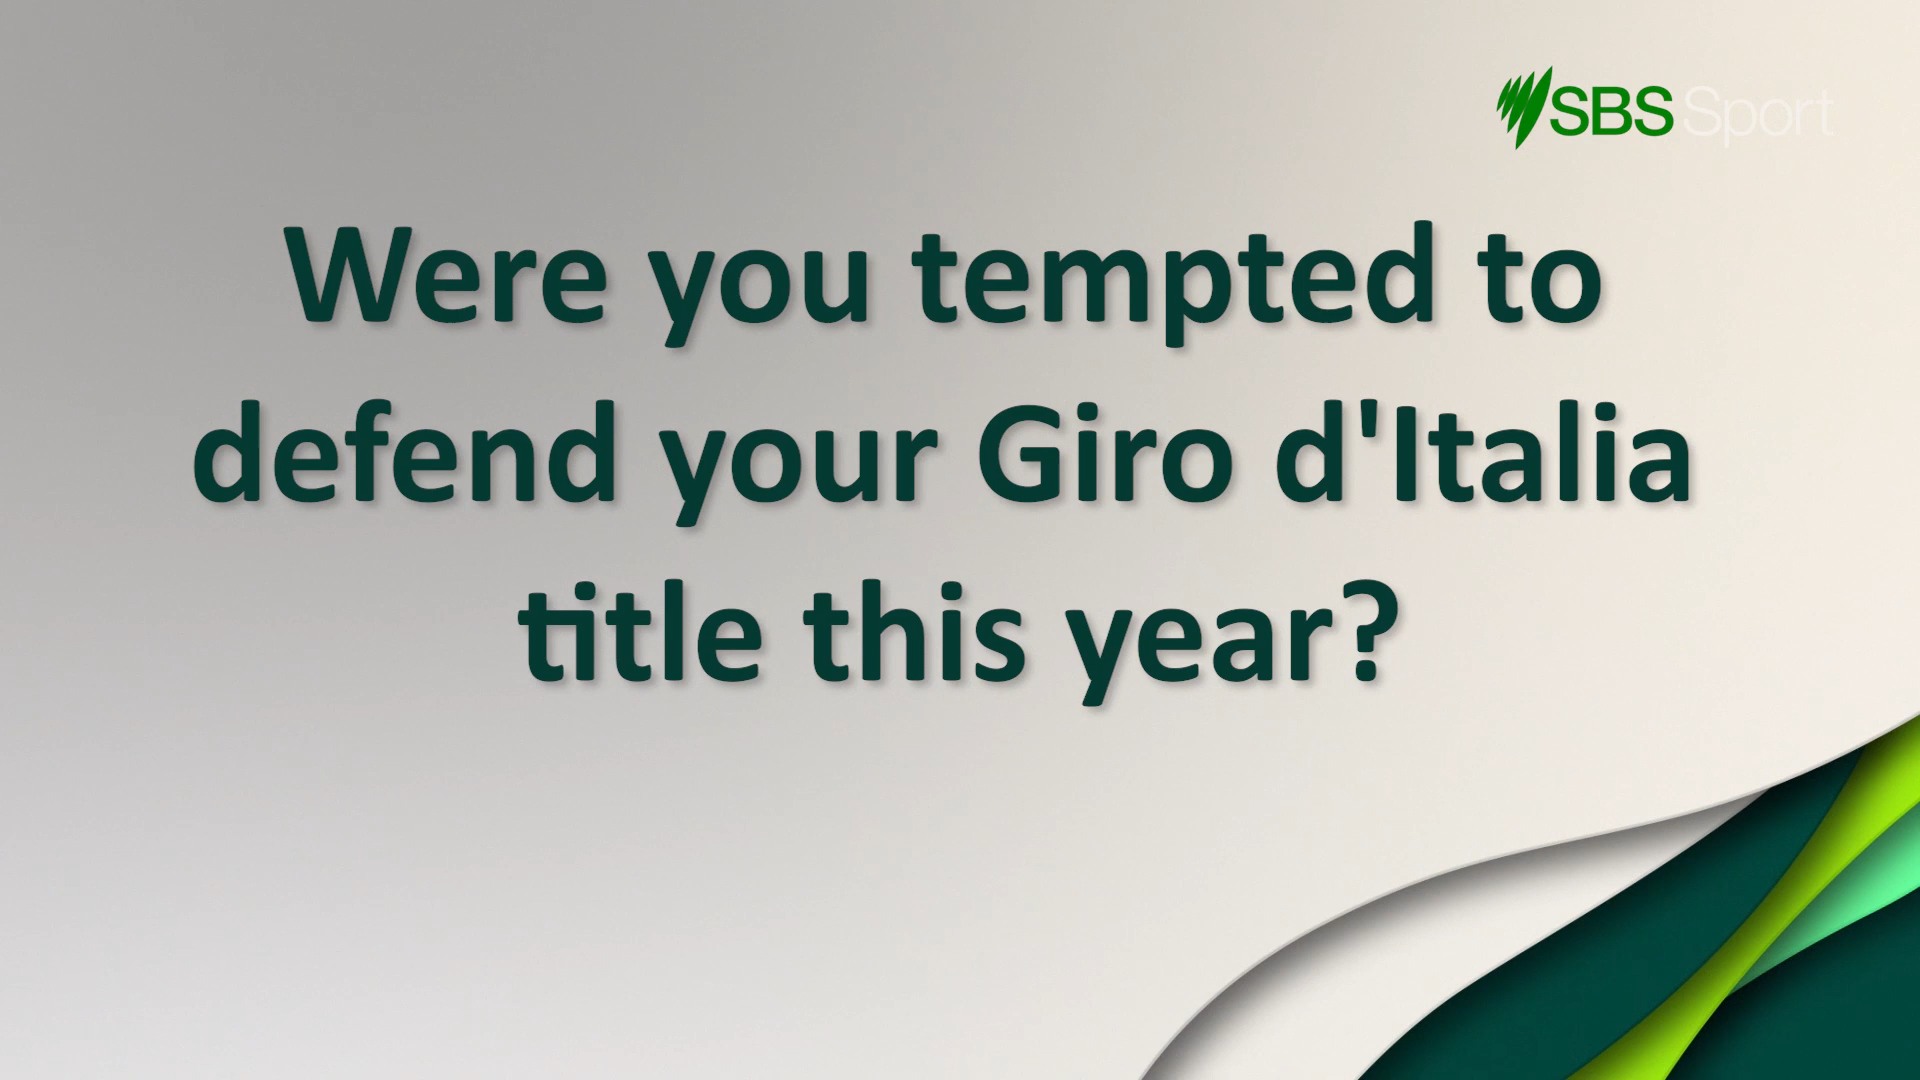 SBS Sport
Were you tempted to
defend your Giro d'Italia
title this year?